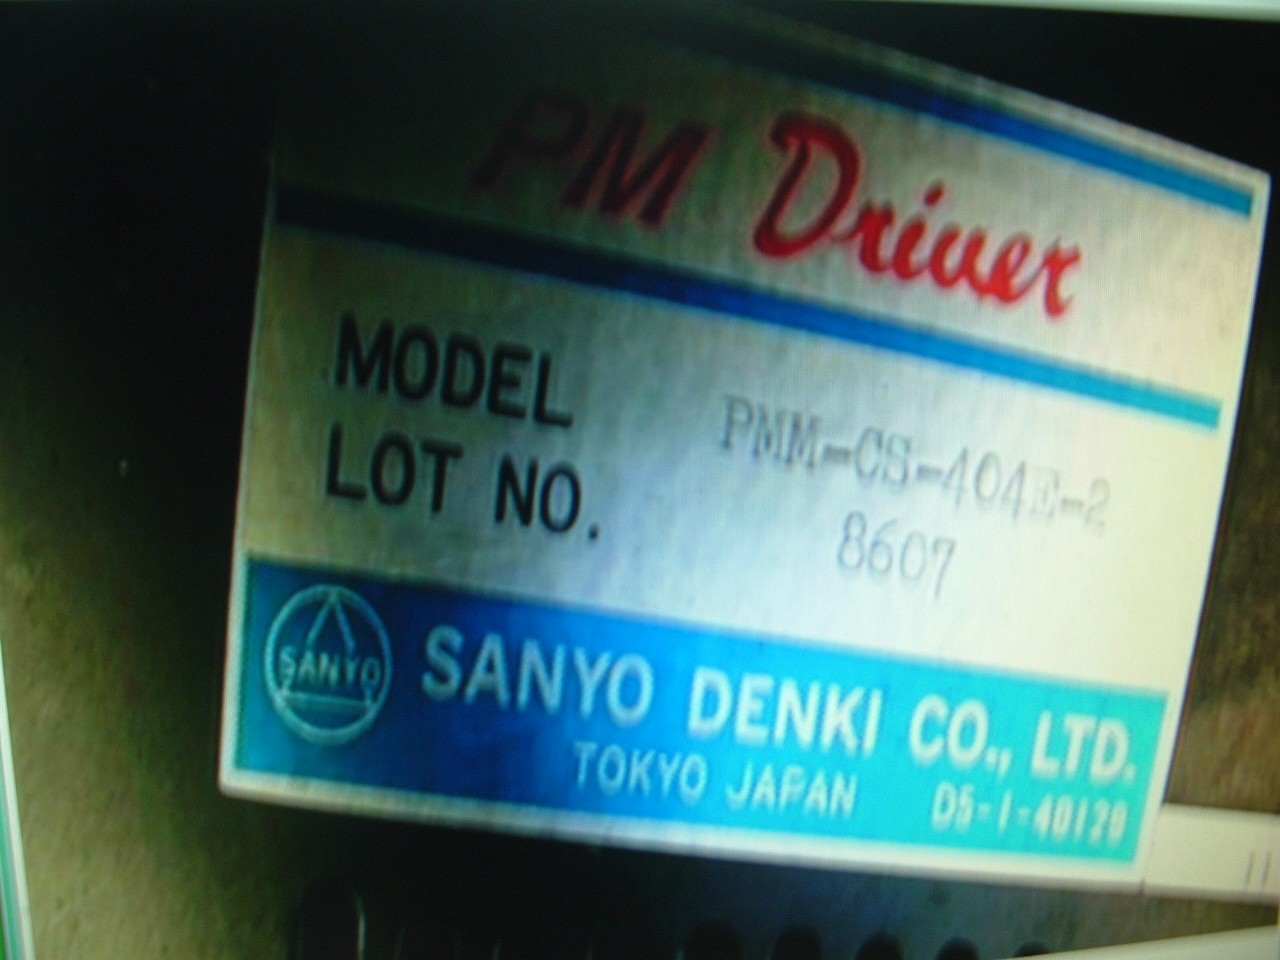 PM Driver
MODEL PMM-CS-404E-2
LOT NO. 8607
SANYO
SANYO DENKI CO., LTD.
TOKYO JAPAN D5-1-40129